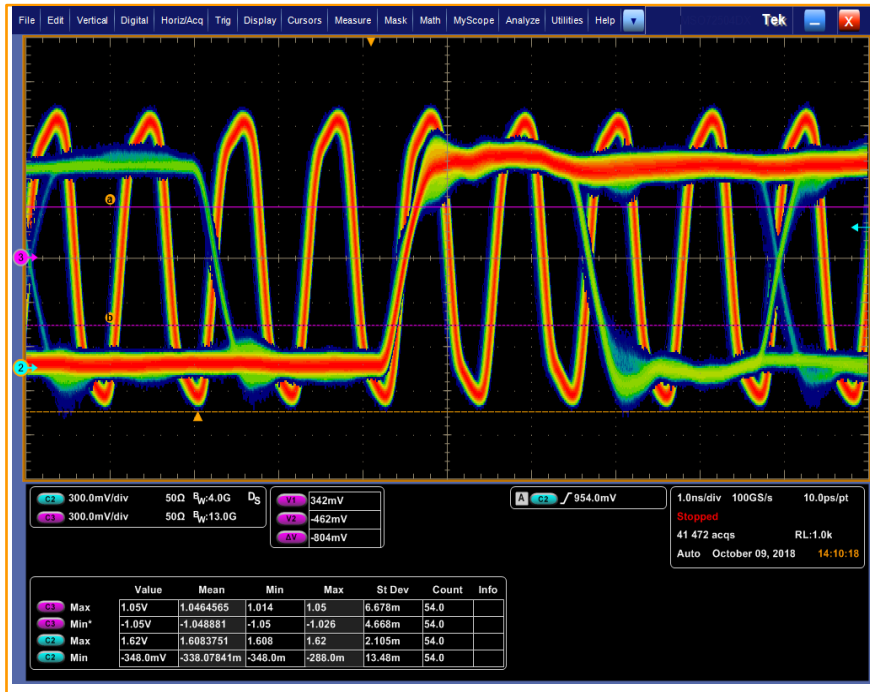 File Edit Vertical Digital Horiz/Acq Trig Display Cursors Measure Mask Math MyScope Analyze Utilities Help Tek X
a
3
b
2
C2 300.0mV/div 50Ω BW:4.0G DS
C3 300.0mV/div 50Ω BW:13.0G
V1 342mV
V2 -462mV
ΔV -804mV
A C2 954.0mV
1.0ns/div 100GS/s 10.0ps/pt
Stopped
41 472 acqs RL:1.0k
Auto October 09, 2018 14:10:18
Value Mean Min Max St Dev Count Info
C3 Max 1.05V 1.0464565 1.014 1.05 6.678m 54.0
C3 Min* -1.05V -1.048881 -1.05 -1.026 4.668m 54.0
C2 Max 1.62V 1.6083751 1.608 1.62 2.105m 54.0
C2 Min -348.0mV -338.07841m -348.0m -288.0m 13.48m 54.0